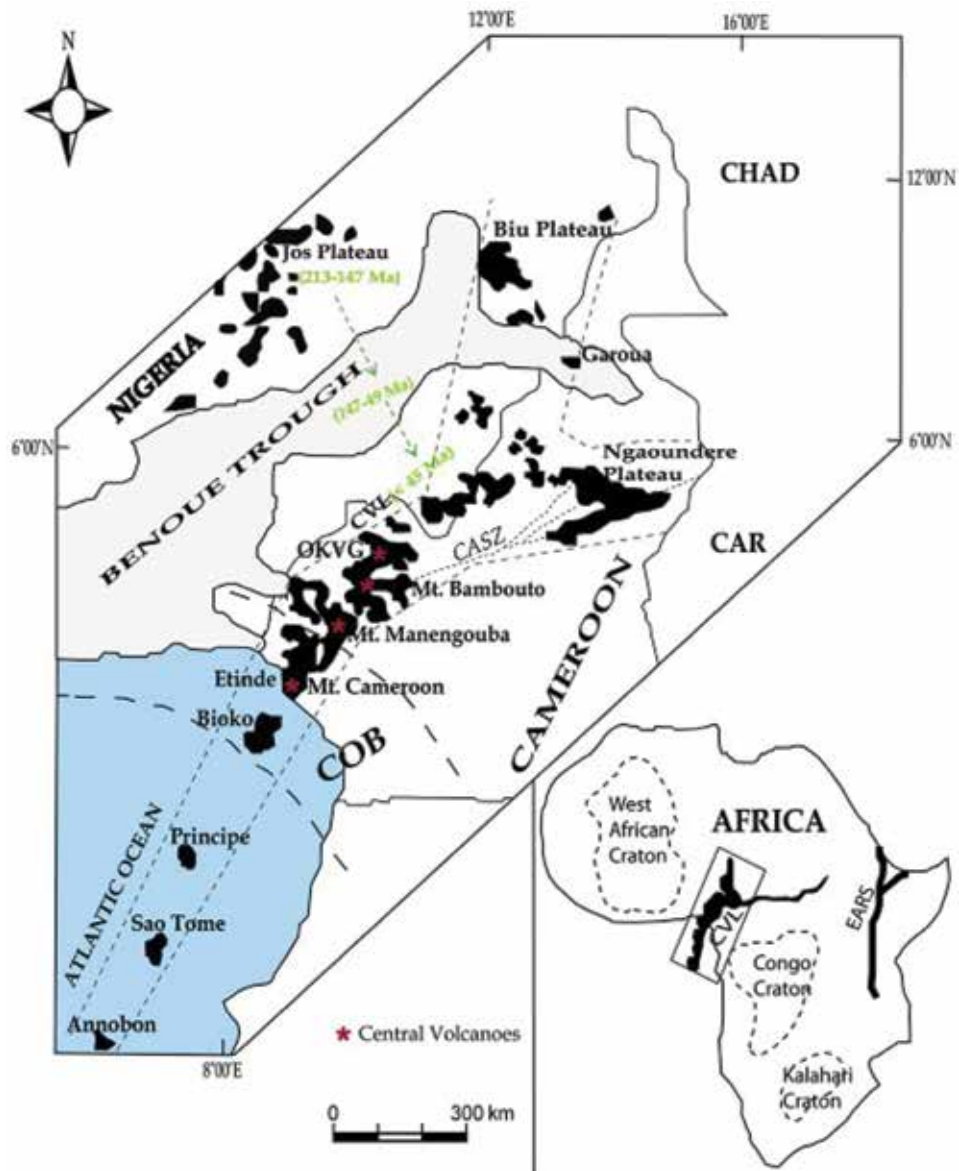 12°00'E
16°00'E
N
CHAD
12°00'N
Biu Plateau
Jos Plateau
(213-147 Ma)
NIGERIA
Garoua
(147-49 Ma)
BENOUE TROUGH
6°00'N
6°00'N
Ngaoundere
Plateau
CVL
CASZ
OKVG
CAR
Mt. Bambouto
CAMEROON
Mt. Manengouba
Etinde
Mt. Cameroon
Bioko
COB
Principe
ATLANTIC OCEAN
Sao Tome
Annobon
8°00'E
Central Volcanoes
0
300 km
AFRICA
West
African
Craton
CVL
EARS
Congo
Craton
Kalahari
Craton